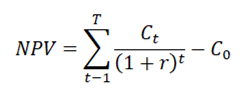 NPV = \sum_{t-1}^{T} \frac{C_t}{(1+r)^t} - C_0